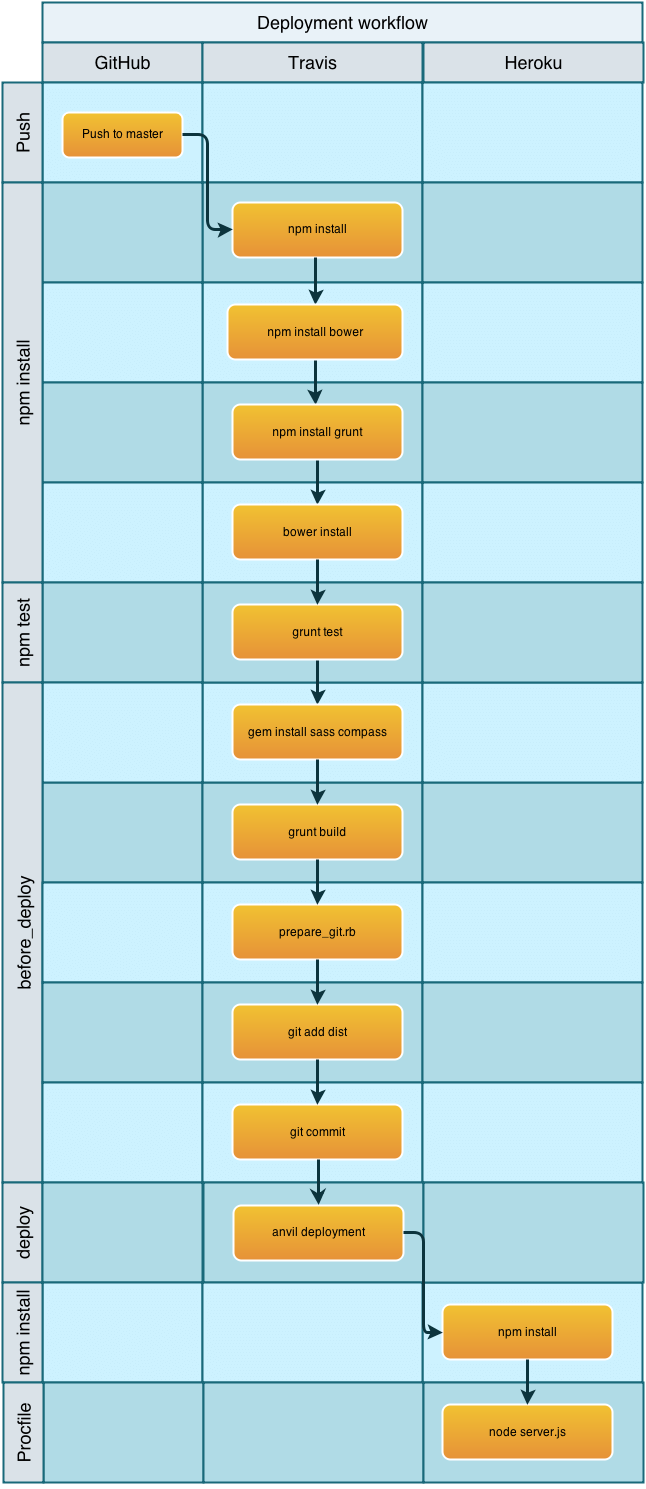 Deployment workflow
GitHub
Travis
Heroku
Push
Push to master
npm install
npm install
npm install bower
npm install grunt
bower install
npm test
grunt test
before_deploy
gem install sass compass
grunt build
prepare_git.rb
git add dist
git commit
deploy
anvil deployment
npm install
npm install
Procfile
node server.js